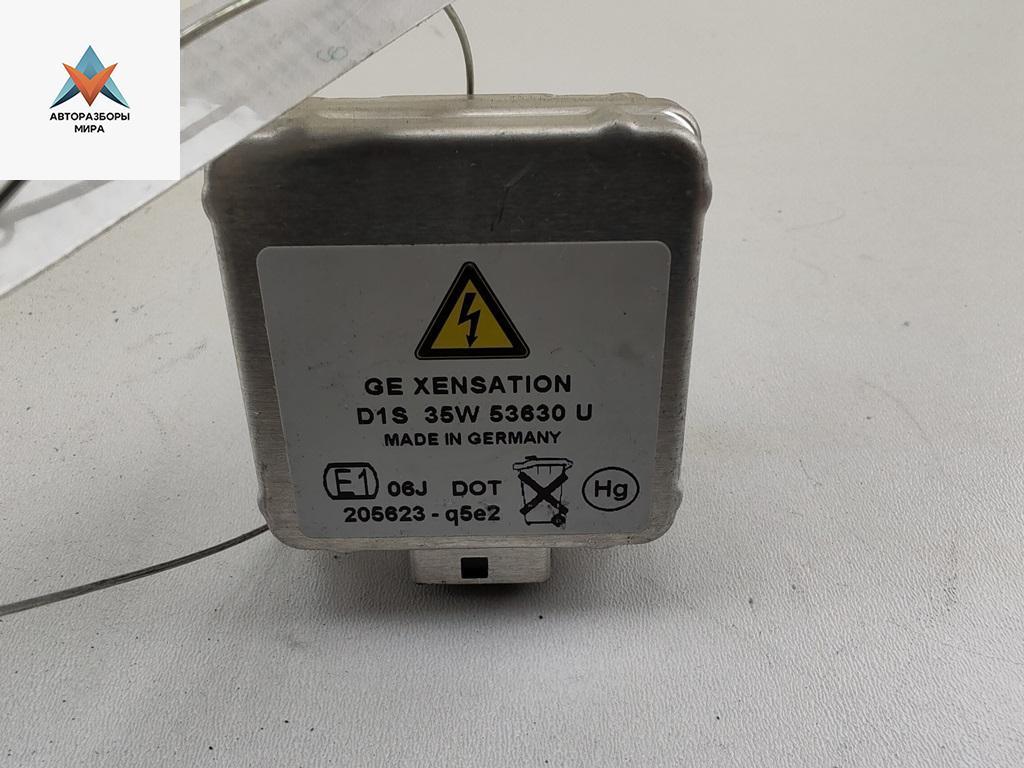 АВТОРАЗБОРЫ
МИРА
GE XENSATION
D1S 35W 53630 U
MADE IN GERMANY
E1 06J DOT
205623 - q5e2
Hg